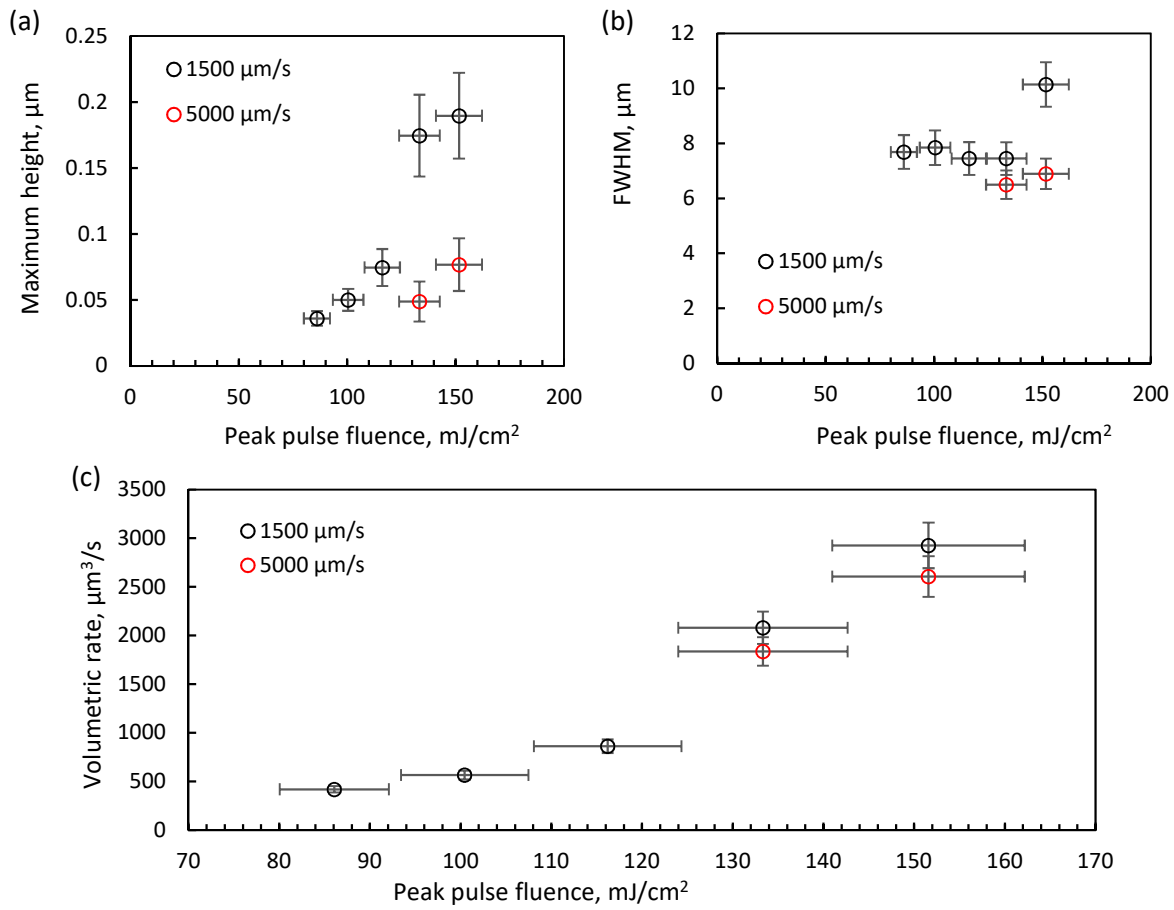 (a)
0.25
0.2
0.15
0.1
0.05
0
Maximum height, µm
1500 µm/s
5000 µm/s
0 50 100 150 200
Peak pulse fluence, mJ/cm²
(b)
12
10
8
6
4
2
0
FWHM, µm
1500 µm/s
5000 µm/s
0 50 100 150 200
Peak pulse fluence, mJ/cm²
(c)
3500
3000
2500
2000
1500
1000
500
0
Volumetric rate, µm³/s
1500 µm/s
5000 µm/s
70 80 90 100 110 120 130 140 150 160 170
Peak pulse fluence, mJ/cm²